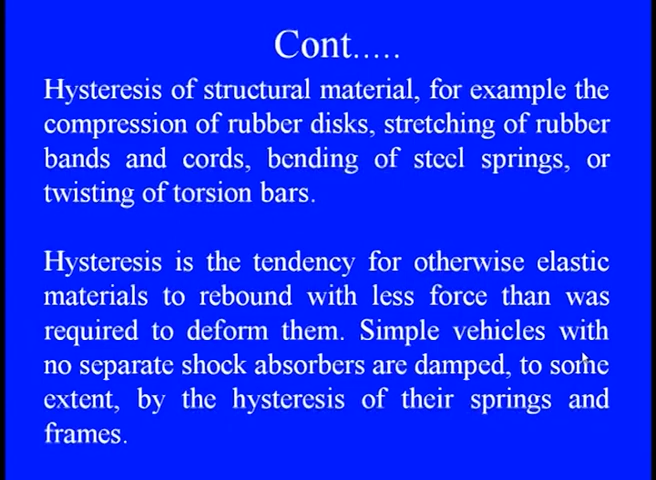 Cont.....
Hysteresis of structural material, for example the
compression of rubber disks, stretching of rubber
bands and cords, bending of steel springs, or
twisting of torsion bars.
Hysteresis is the tendency for otherwise elastic
materials to rebound with less force than was
required to deform them. Simple vehicles with
no separate shock absorbers are damped, to some
extent, by the hysteresis of their springs and
frames.